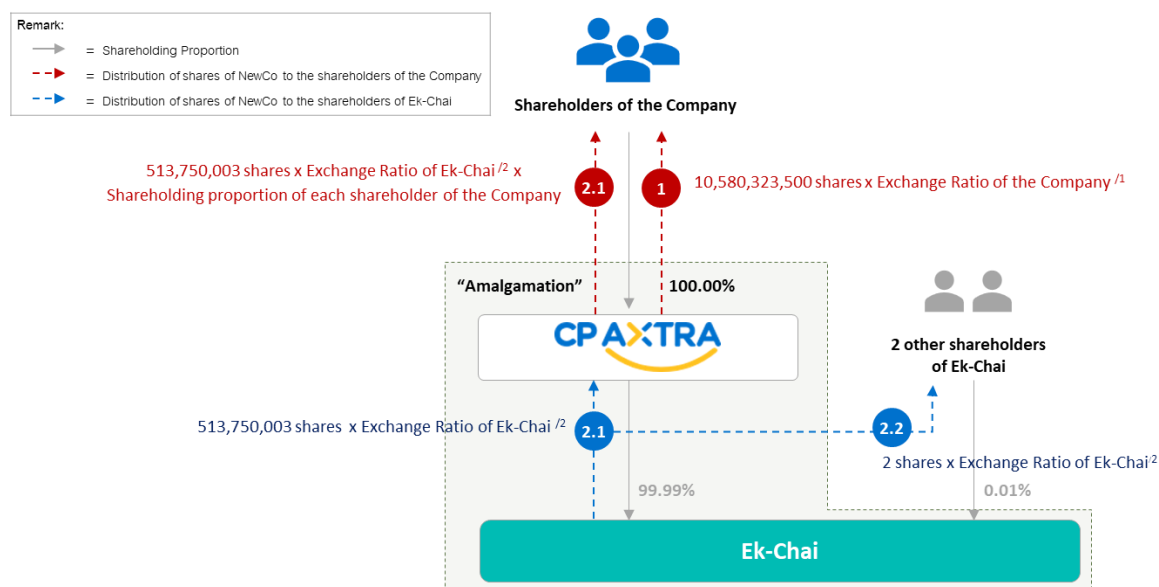 Remark:
= Shareholding Proportion
= Distribution of shares of NewCo to the shareholders of the Company
= Distribution of shares of NewCo to the shareholders of Ek-Chai
Shareholders of the Company
513,750,003 shares x Exchange Ratio of Ek-Chai /2 x
Shareholding proportion of each shareholder of the Company
2.1
1
10,580,323,500 shares x Exchange Ratio of the Company /1
“Amalgamation”
100.00%
CP AXTRA
2 other shareholders
of Ek-Chai
513,750,003 shares x Exchange Ratio of Ek-Chai /2
2.1
2.2
2 shares x Exchange Ratio of Ek-Chai/2
99.99%
0.01%
Ek-Chai